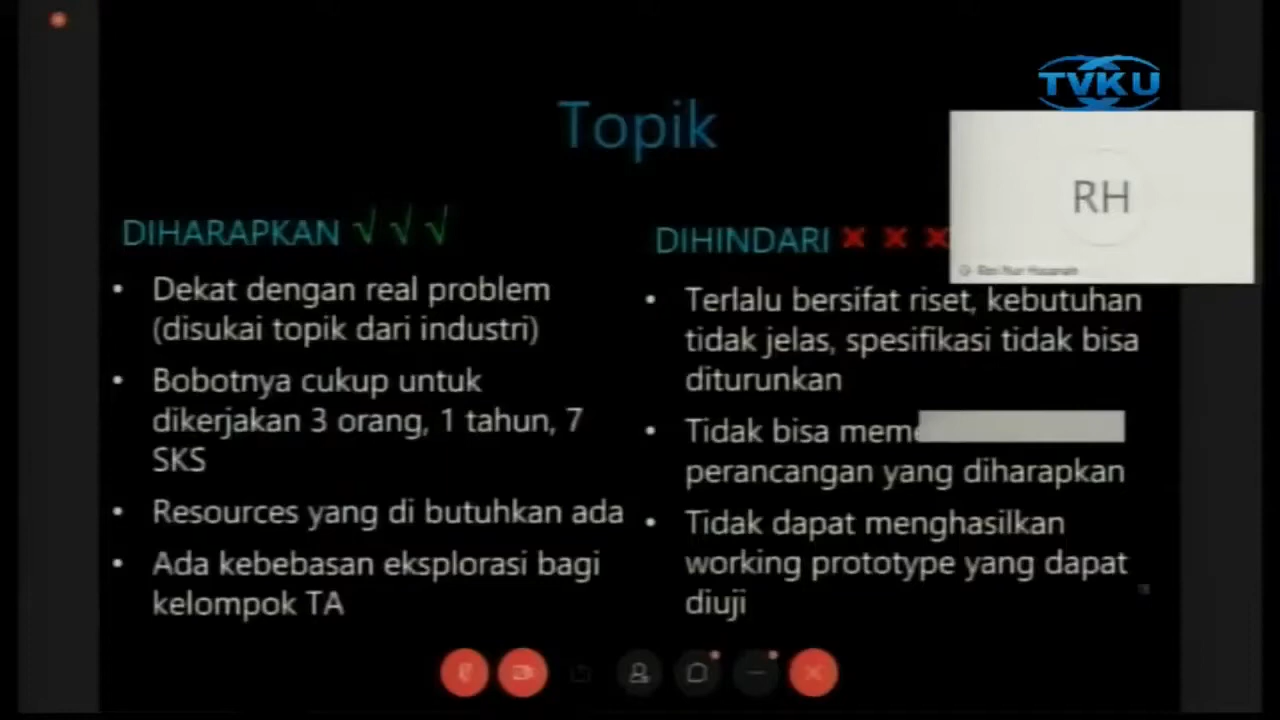 TVKU
Topik
RH
DIHARAPKAN √ √ √
Dekat dengan real problem
(disukai topik dari industri)
Bobotnya cukup untuk
dikerjakan 3 orang, 1 tahun, 7
SKS
Resources yang di butuhkan ada
Ada kebebasan eksplorasi bagi
kelompok TA
DIHINDARI
Terlalu bersifat riset, kebutuhan
tidak jelas, spesifikasi tidak bisa
diturunkan
Tidak bisa
perancangan yang diharapkan
Tidak dapat menghasilkan
working prototype yang dapat
diuji